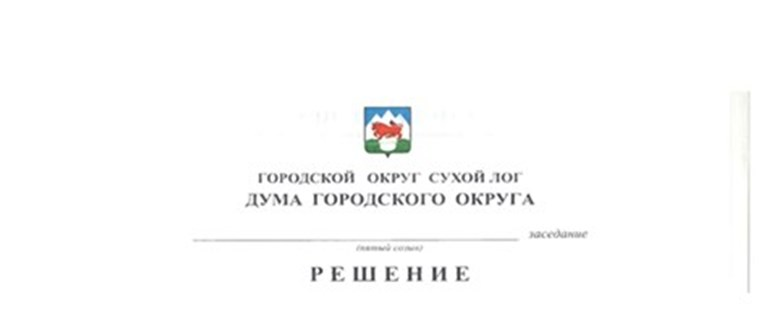 ГОРОДСКОЙ ОКРУГ СУХОЙ ЛОГ
ДУМА ГОРОДСКОГО ОКРУГА
заседание
(пятый созыв)
РЕШЕНИЕ